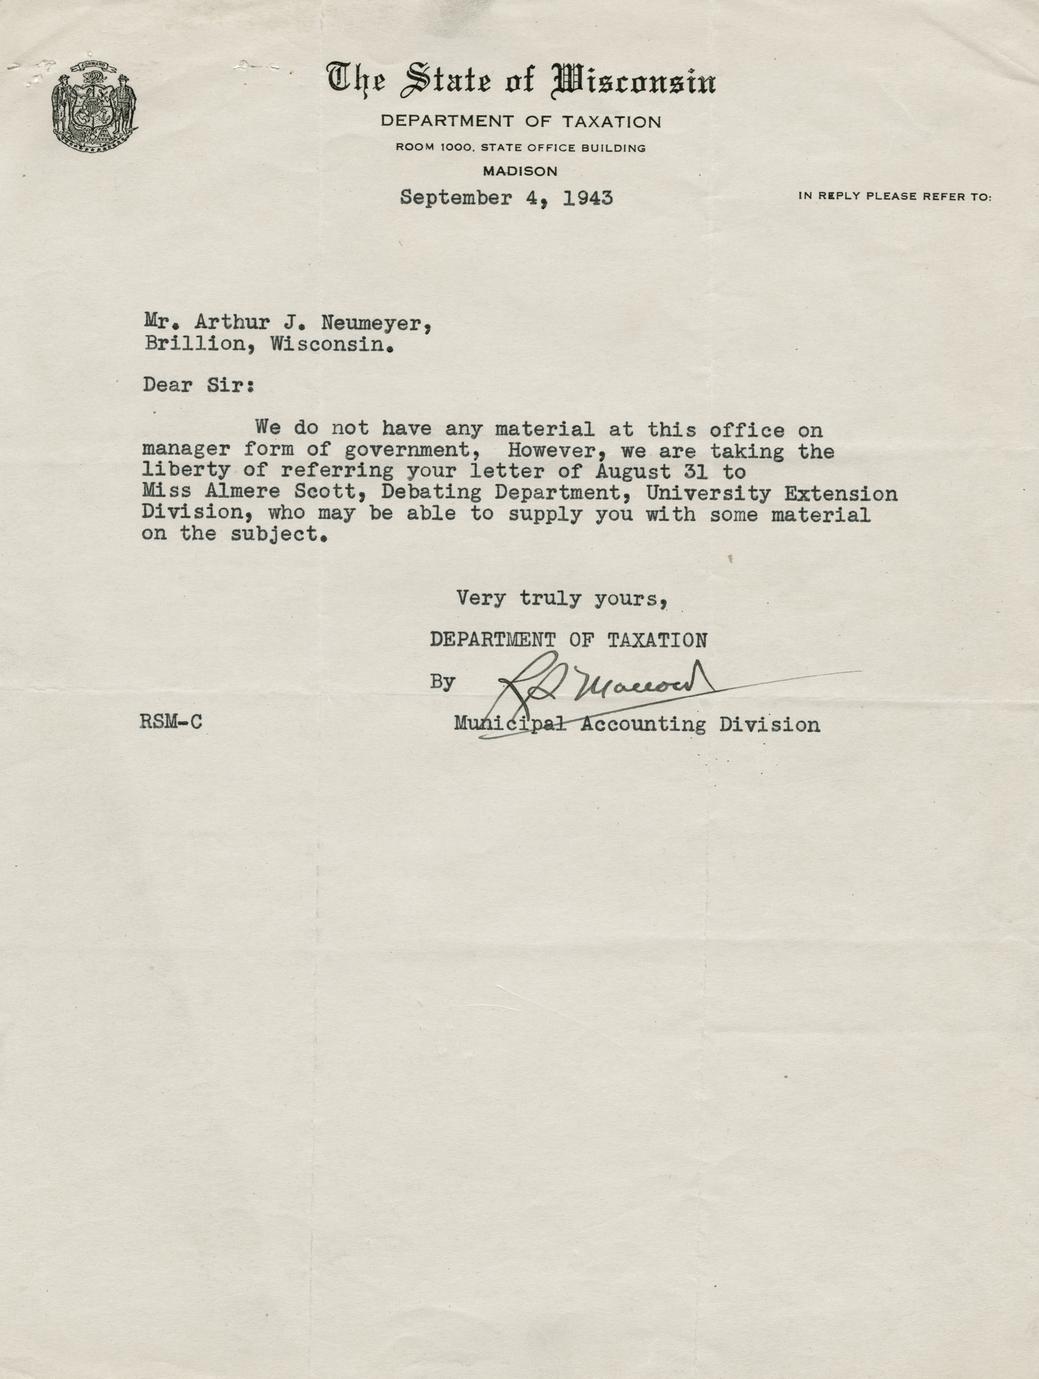 The State of Wisconsin
DEPARTMENT OF TAXATION
ROOM 1000, STATE OFFICE BUILDING
MADISON
September 4, 1943
IN REPLY PLEASE REFER TO:
Mr. Arthur J. Neumeyer,
Brillion, Wisconsin.
Dear Sir:
We do not have any material at this office on
manager form of government, However, we are taking the
liberty of referring your letter of August 31 to
Miss Almere Scott, Debating Department, University Extension
Division, who may be able to supply you with some material
on the subject.
Very truly yours,
DEPARTMENT OF TAXATION
By
RSM-C
Municipal Accounting Division